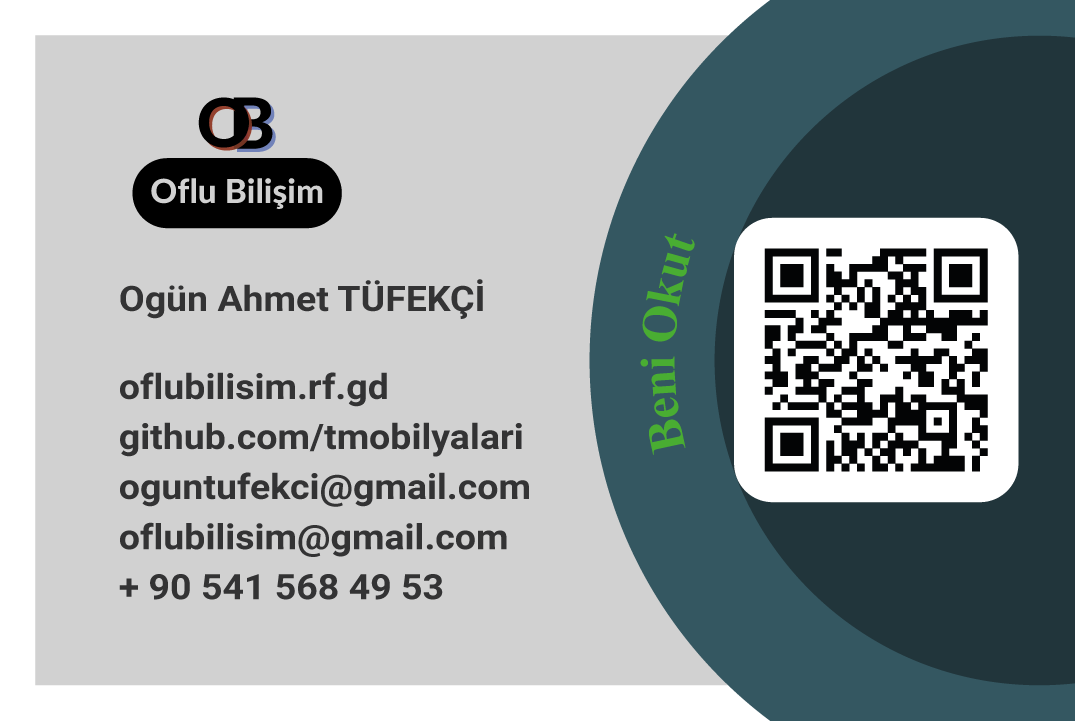 OB
Oflu Bilişim
Ogün Ahmet TÜFEKÇİ
oflubilisim.rf.gd
github.com/tmobilyalari
oguntufekci@gmail.com
oflubilisim@gmail.com
+ 90 541 568 49 53
Beni Okut